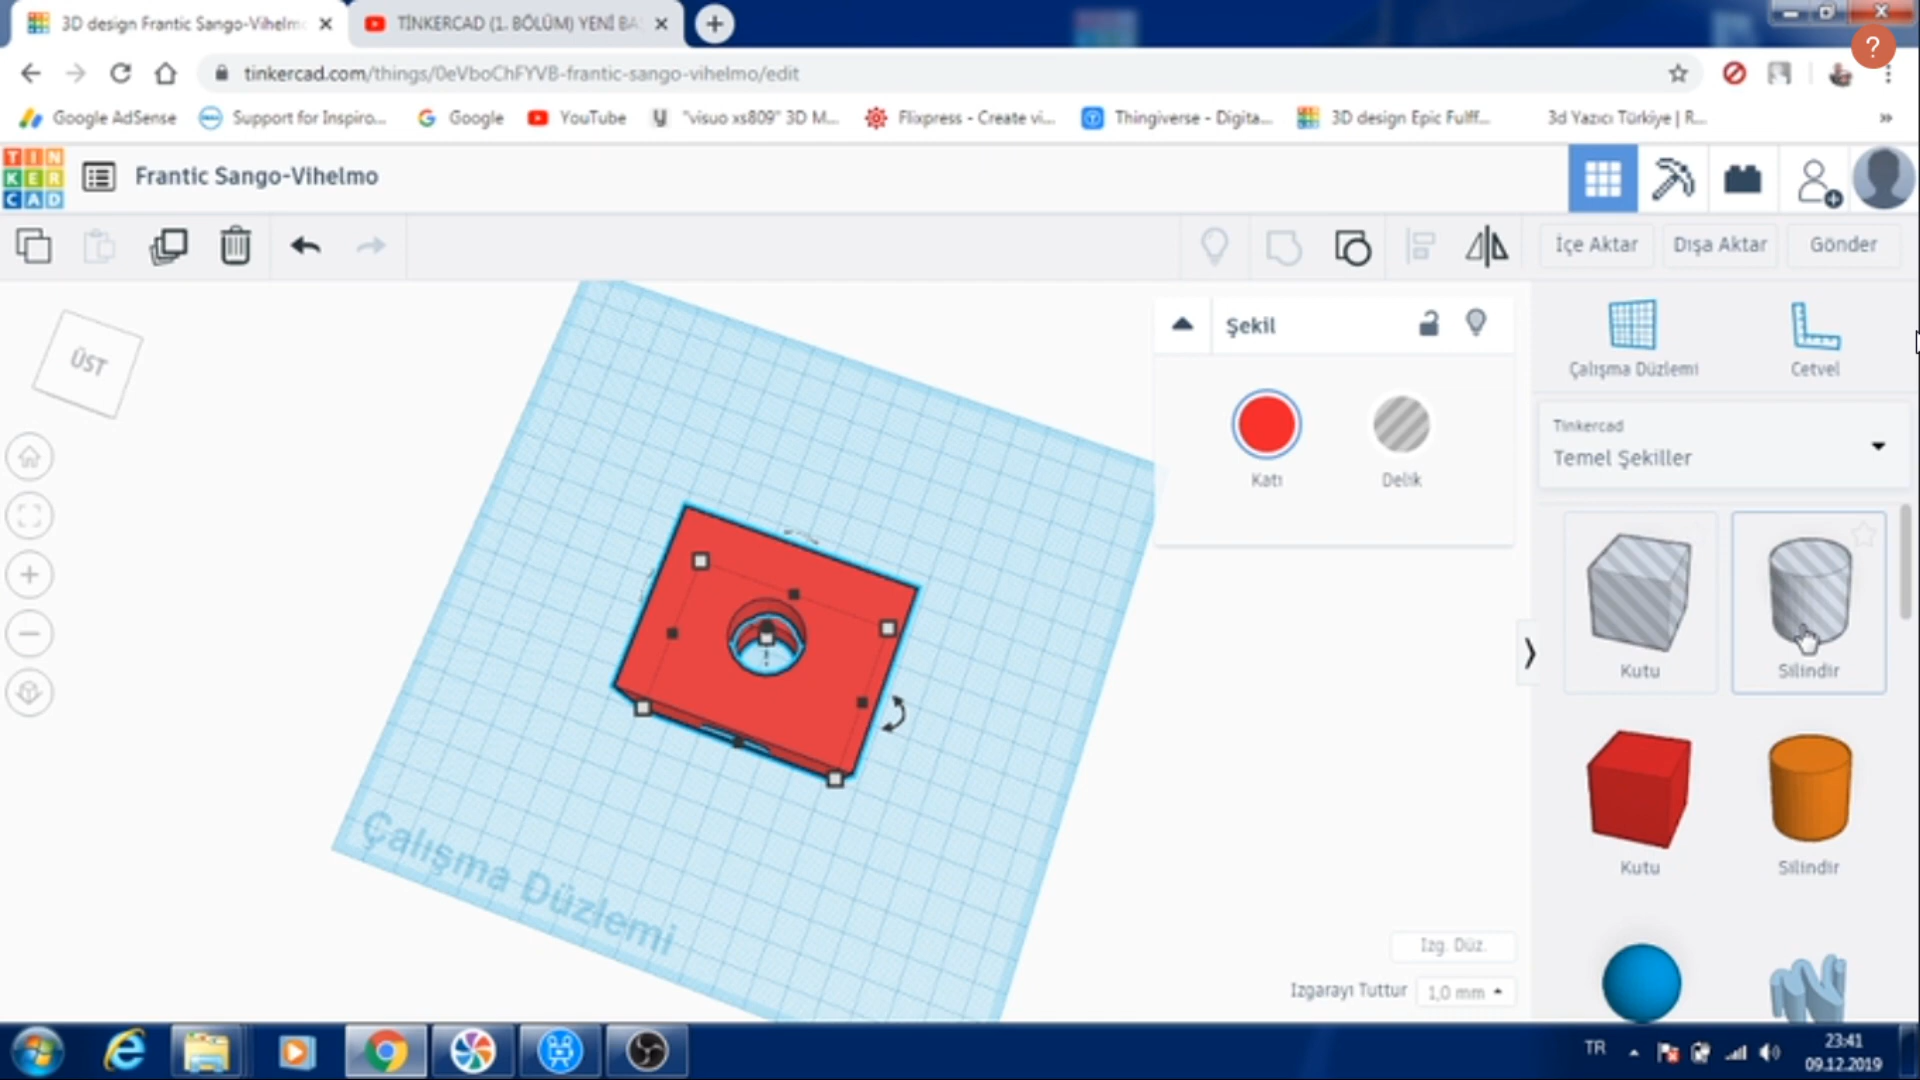 3D design Frantic Sango-Vihelm
TİNKERCAD (1. BÖLÜM) YENİ BA
?
tinkercad.com/things/0eVboChFYVB-frantic-sango-vihelmo/edit
Google AdSense
Support for Inspiro...
Google
YouTube
"visuo xs809" 3D M...
Flixpress - Create vi...
Thingiverse - Digita...
3D design Epic Fulff...
3d Yazıcı Türkiye | R...
»
TIN
KER
CAD
Frantic Sango-Vihelmo
İçe Aktar
Dışa Aktar
Gönder
ÜST
Şekil
Katı
Delik
Çalışma Düzlemi
Cetvel
Tinkercad
Temel Şekiller
Kutu
Silindir
Kutu
Silindir
Çalışma Düzlemi
Izg. Düz.
Izgarayı Tuttur
1,0 mm
TR
23:41
09.12.2019